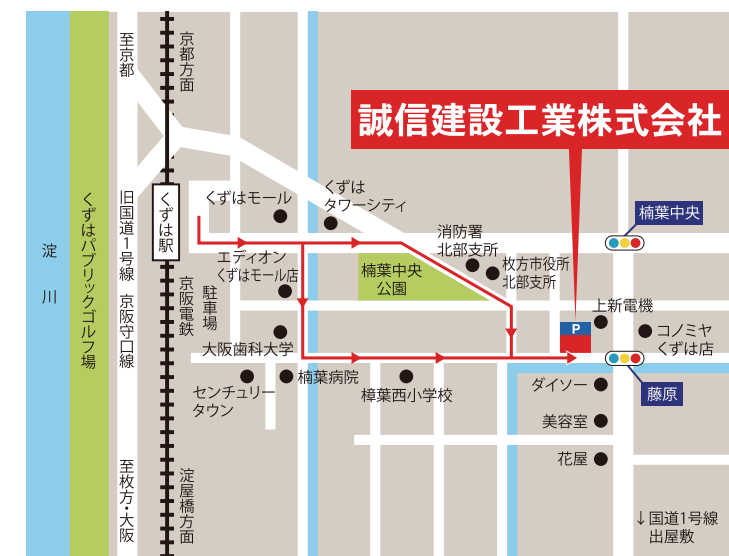 至京都
京都方面
誠信建設工業株式会社
淀川
くずはパブリックゴルフ場
旧国道1号線 京阪守口線
くずは駅
くずはモール
くずは
タワーシティ
楠葉中央
消防署
北部支所
エディオン
くずはモール店
楠葉中央
公園
枚方市役所
北部支所
京阪電鉄
駐車場
上新電機
P
コノミヤ
くずは店
大阪歯科大学
楠葉病院
センチュリー
タウン
樟葉西小学校
ダイソー
藤原
美容室
花屋
至枚方・大阪
淀屋橋方面
↓国道1号線
出屋敷